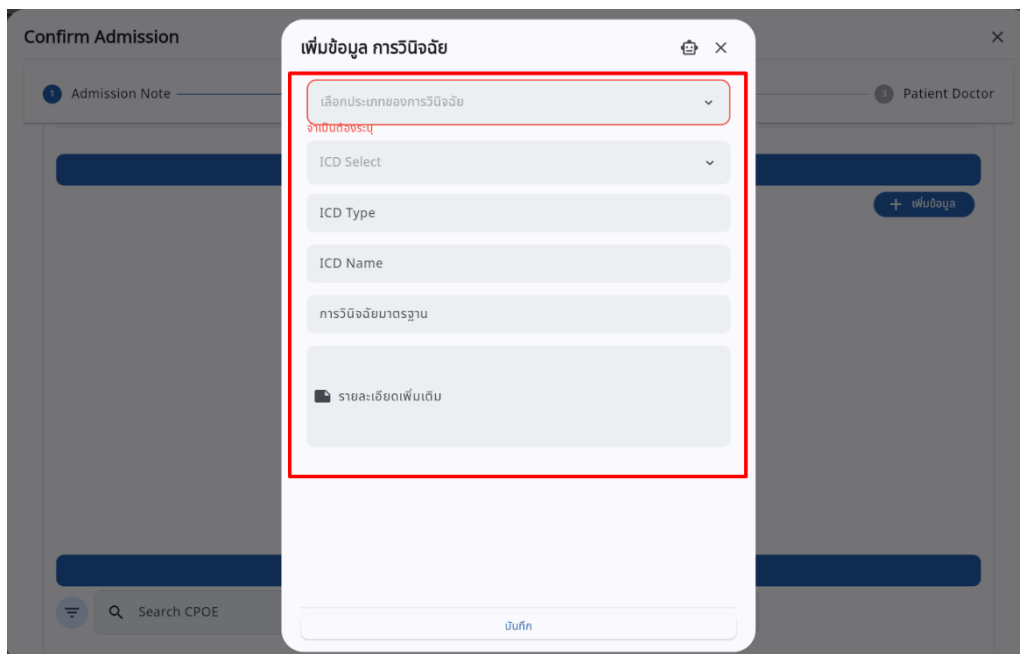 Confirm Admission
เพิ่มข้อมูล การวินิจฉัย
1 Admission Note
3 Patient Doctor
เลือกประเภทของการวินิจฉัย
จำเป็นต้องระบุ
ICD Select
+ เพิ่มข้อมูล
ICD Type
ICD Name
การวินิจฉัยมาตรฐาน
รายละเอียดเพิ่มเติม
Search CPOE
บันทึก